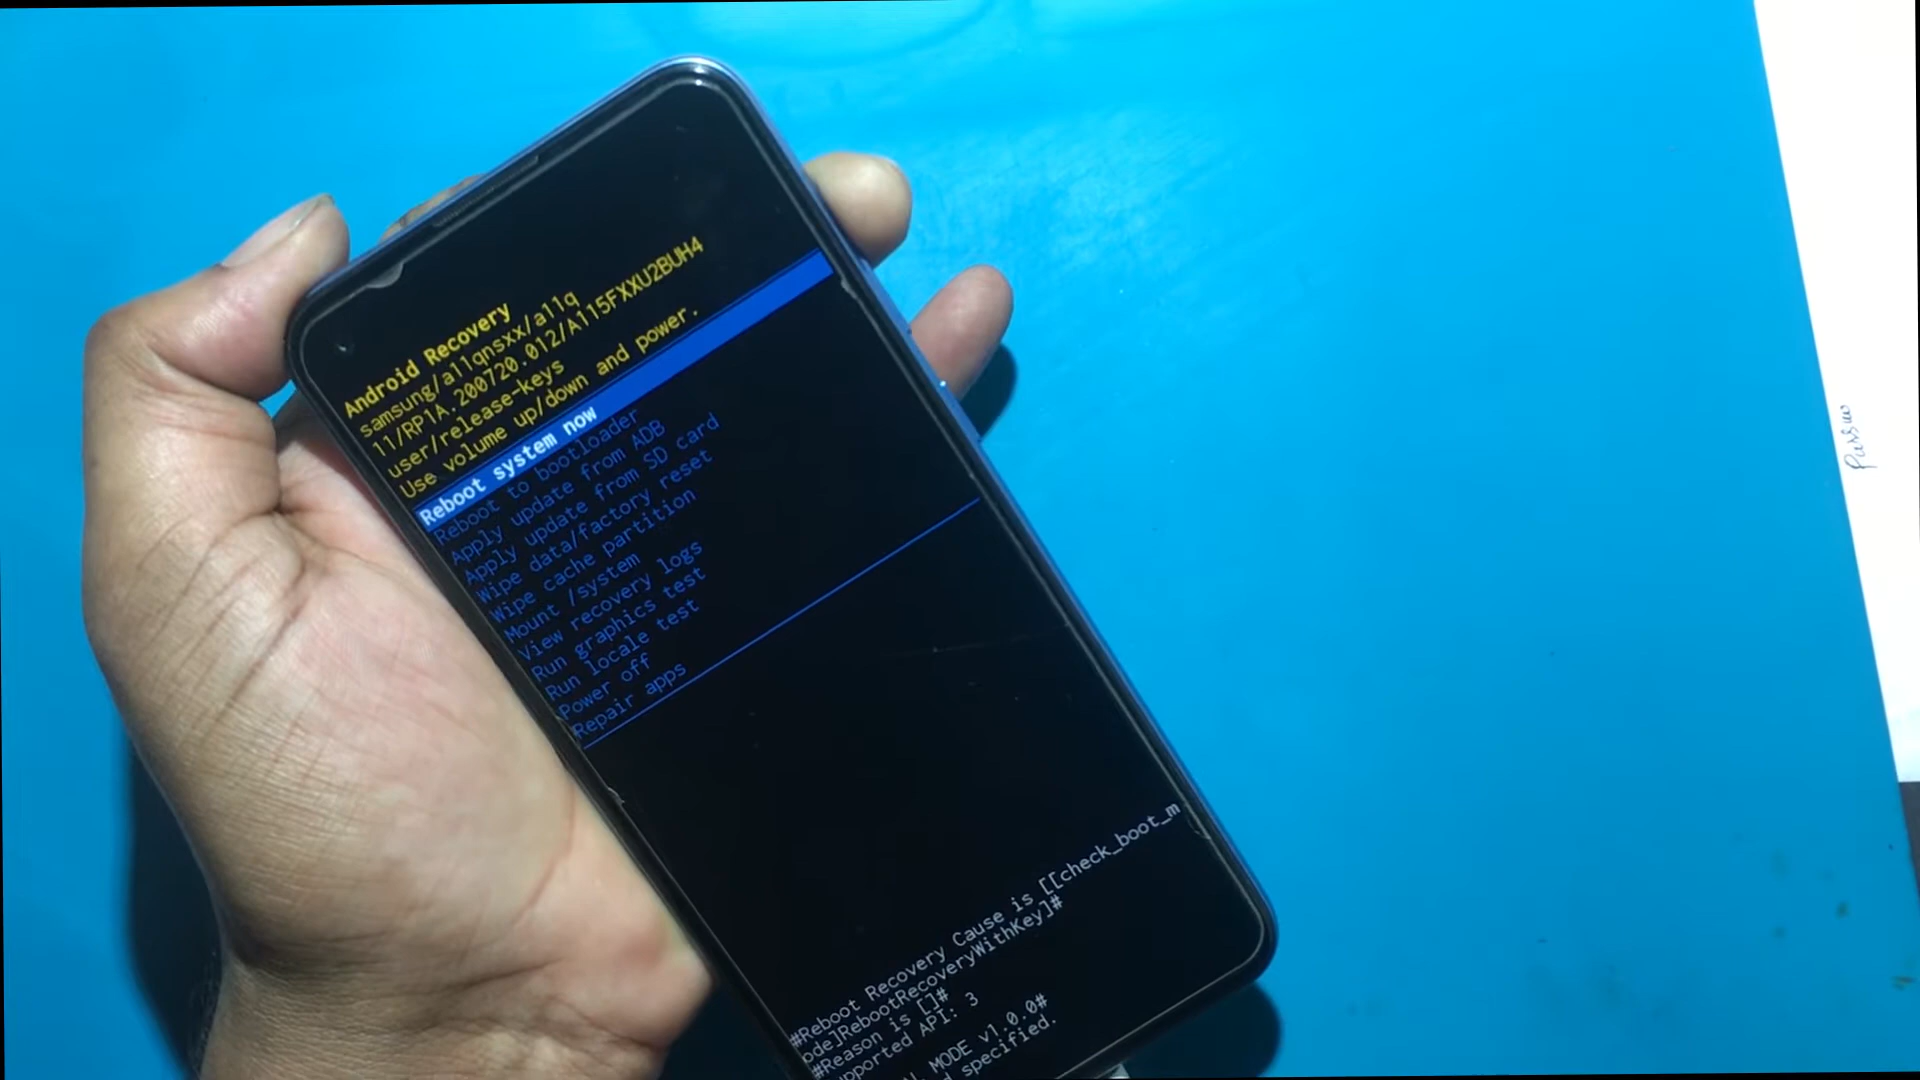 Android Recovery
samsung/a11qnsxx/a11q
11/RP1A.200720.012/A115FXXU2BUH4
user/release-keys
Use volume up/down and power.
Reboot system now
Reboot to bootloader
Apply update from ADB
Apply update from SD card
Wipe data/factory reset
Wipe cache partition
Mount /system
View recovery logs
Run graphics test
Run locale test
Power off
Repair apps
#Reboot Recovery Cause is [[check_boot_m
ode]RebootRecoveryWithKey]#
#Reason is []#
pported API: 3
MODE v1.0.0#
specified.